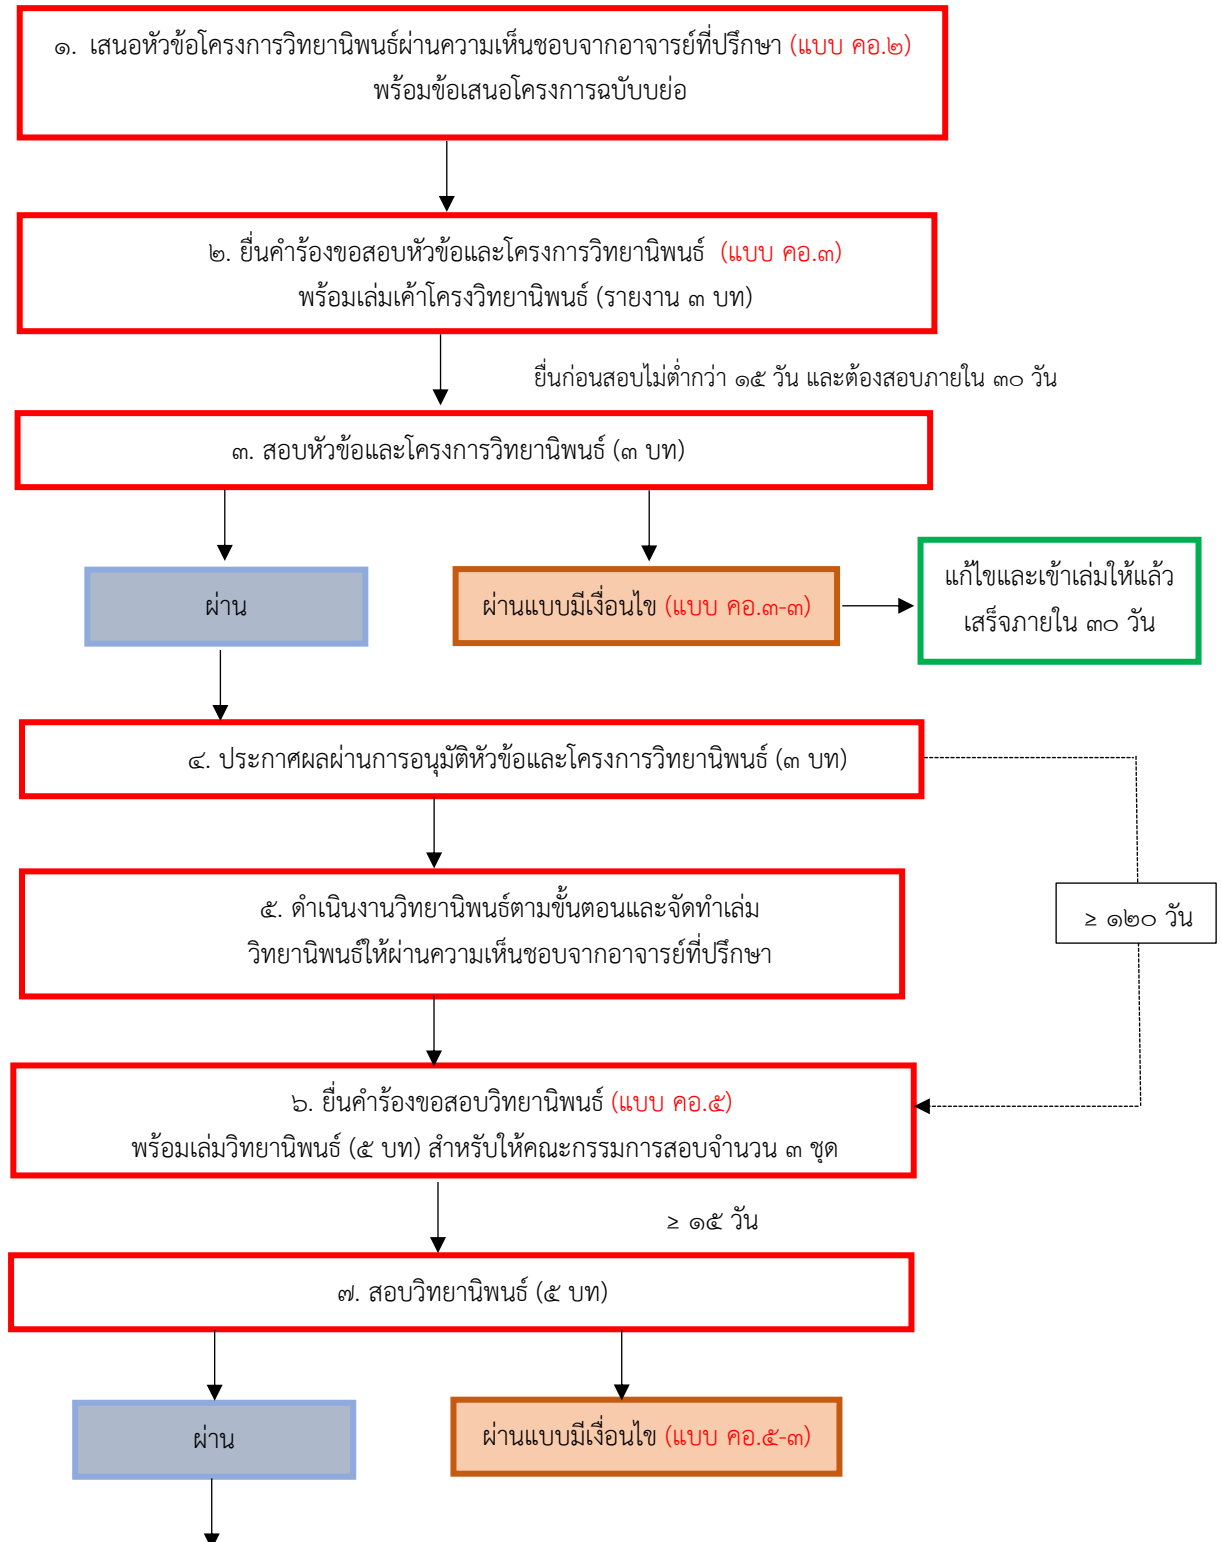 ๑. เสนอหัวข้อโครงการวิทยานิพนธ์ผ่านความเห็นชอบจากอาจารย์ที่ปรึกษา (แบบ คอ.๒)
พร้อมข้อเสนอโครงการฉบับบย่อ
๒. ยื่นคำร้องขอสอบหัวข้อและโครงการวิทยานิพนธ์ (แบบ คอ.๓)
พร้อมเล่มเค้าโครงวิทยานิพนธ์ (รายงาน ๓ บท)
ยื่นก่อนสอบไม่ต่ำกว่า ๑๕ วัน และต้องสอบภายใน ๓๐ วัน
๓. สอบหัวข้อและโครงการวิทยานิพนธ์ (๓ บท)
ผ่าน
ผ่านแบบมีเงื่อนไข (แบบ คอ.๓-๓)
แก้ไขและเข้าเล่มให้แล้ว
เสร็จภายใน ๓๐ วัน
๔. ประกาศผลผ่านการอนุมัติหัวข้อและโครงการวิทยานิพนธ์ (๓ บท)
๕. ดำเนินงานวิทยานิพนธ์ตามขั้นตอนและจัดทำเล่ม
วิทยานิพนธ์ให้ผ่านความเห็นชอบจากอาจารย์ที่ปรึกษา
≥ ๑๒๐ วัน
๖. ยื่นคำร้องขอสอบวิทยานิพนธ์ (แบบ คอ.๕)
พร้อมเล่มวิทยานิพนธ์ (๕ บท) สำหรับให้คณะกรรมการสอบจำนวน ๓ ชุด
≥ ๑๕ วัน
๗. สอบวิทยานิพนธ์ (๕ บท)
ผ่าน
ผ่านแบบมีเงื่อนไข (แบบ คอ.๕-๓)